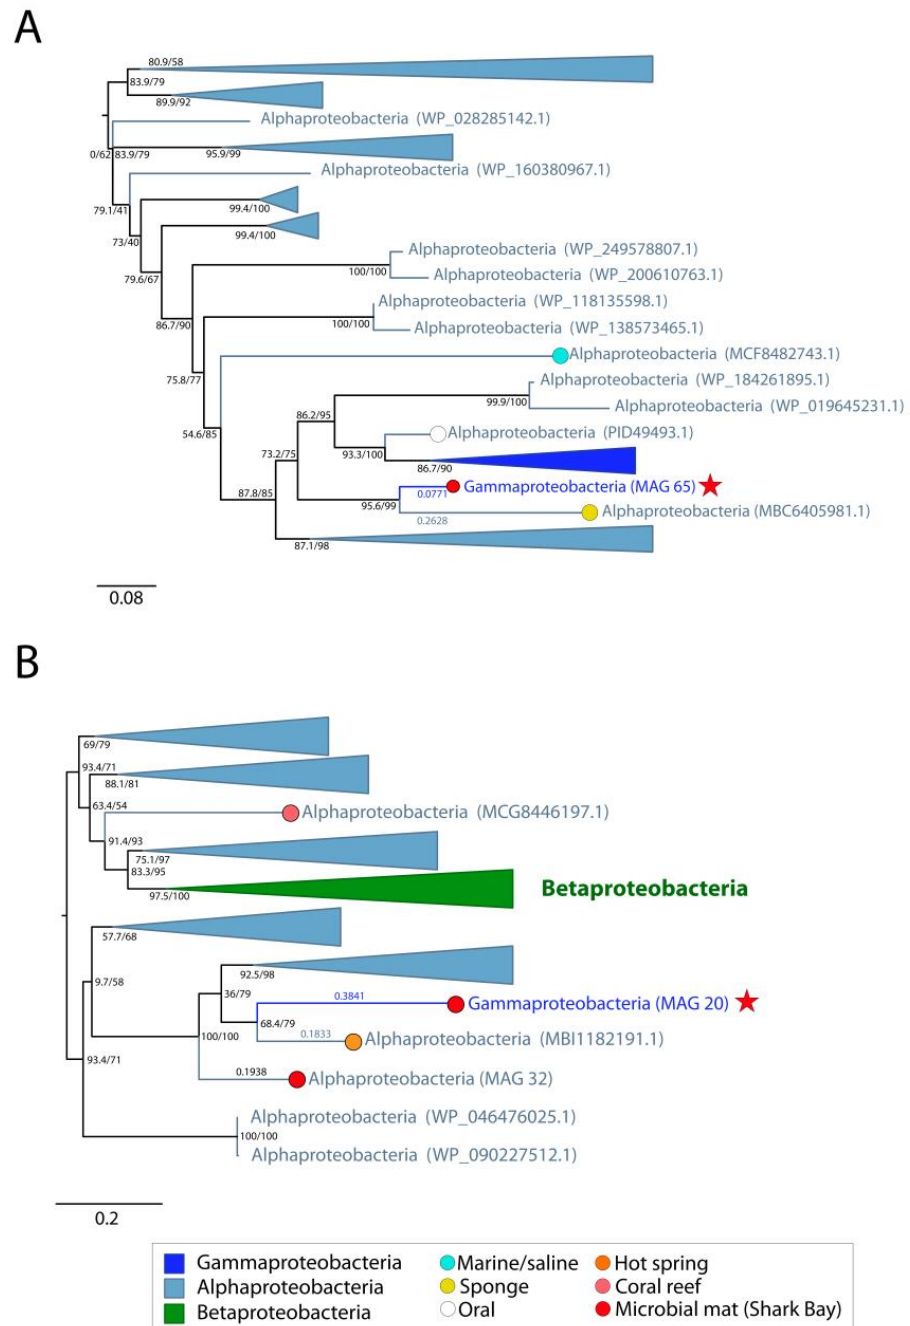 A
80.9/58
83.9/79
89.9/92
Alphaproteobacteria (WP_028285142.1)
0/62 83.9/79
95.9/99
Alphaproteobacteria (WP_160380967.1)
79.1/41
99.4/100
73/40
99.4/100
79.6/67
Alphaproteobacteria (WP_249578807.1)
100/100
Alphaproteobacteria (WP_200610763.1)
Alphaproteobacteria (WP_118135598.1)
86.7/90
100/100
Alphaproteobacteria (WP_138573465.1)
Alphaproteobacteria (MCF8482743.1)
75.8/77
Alphaproteobacteria (WP_184261895.1)
99.9/100
Alphaproteobacteria (WP_019645231.1)
86.2/95
54.6/85
Alphaproteobacteria (PID49493.1)
93.3/100
73.2/75
86.7/90
Gammaproteobacteria (MAG 65)
0.0771
87.8/85
95.6/99
Alphaproteobacteria (MBC6405981.1)
0.2628
87.1/98
0.08
B
69/79
93.4/71
88.1/81
63.4/54
Alphaproteobacteria (MCG8446197.1)
91.4/93
75.1/97
83.3/95
97.5/100
Betaproteobacteria
57.7/68
92.5/98
9.7/58
36/79
0.3841
Gammaproteobacteria (MAG 20)
68.4/79
100/100
0.1833
Alphaproteobacteria (MBI1182191.1)
93.4/71
0.1938
Alphaproteobacteria (MAG 32)
Alphaproteobacteria (WP_046476025.1)
100/100
Alphaproteobacteria (WP_090227512.1)
0.2
Gammaproteobacteria
Alphaproteobacteria
Betaproteobacteria
Marine/saline
Sponge
Oral
Hot spring
Coral reef
Microbial mat (Shark Bay)